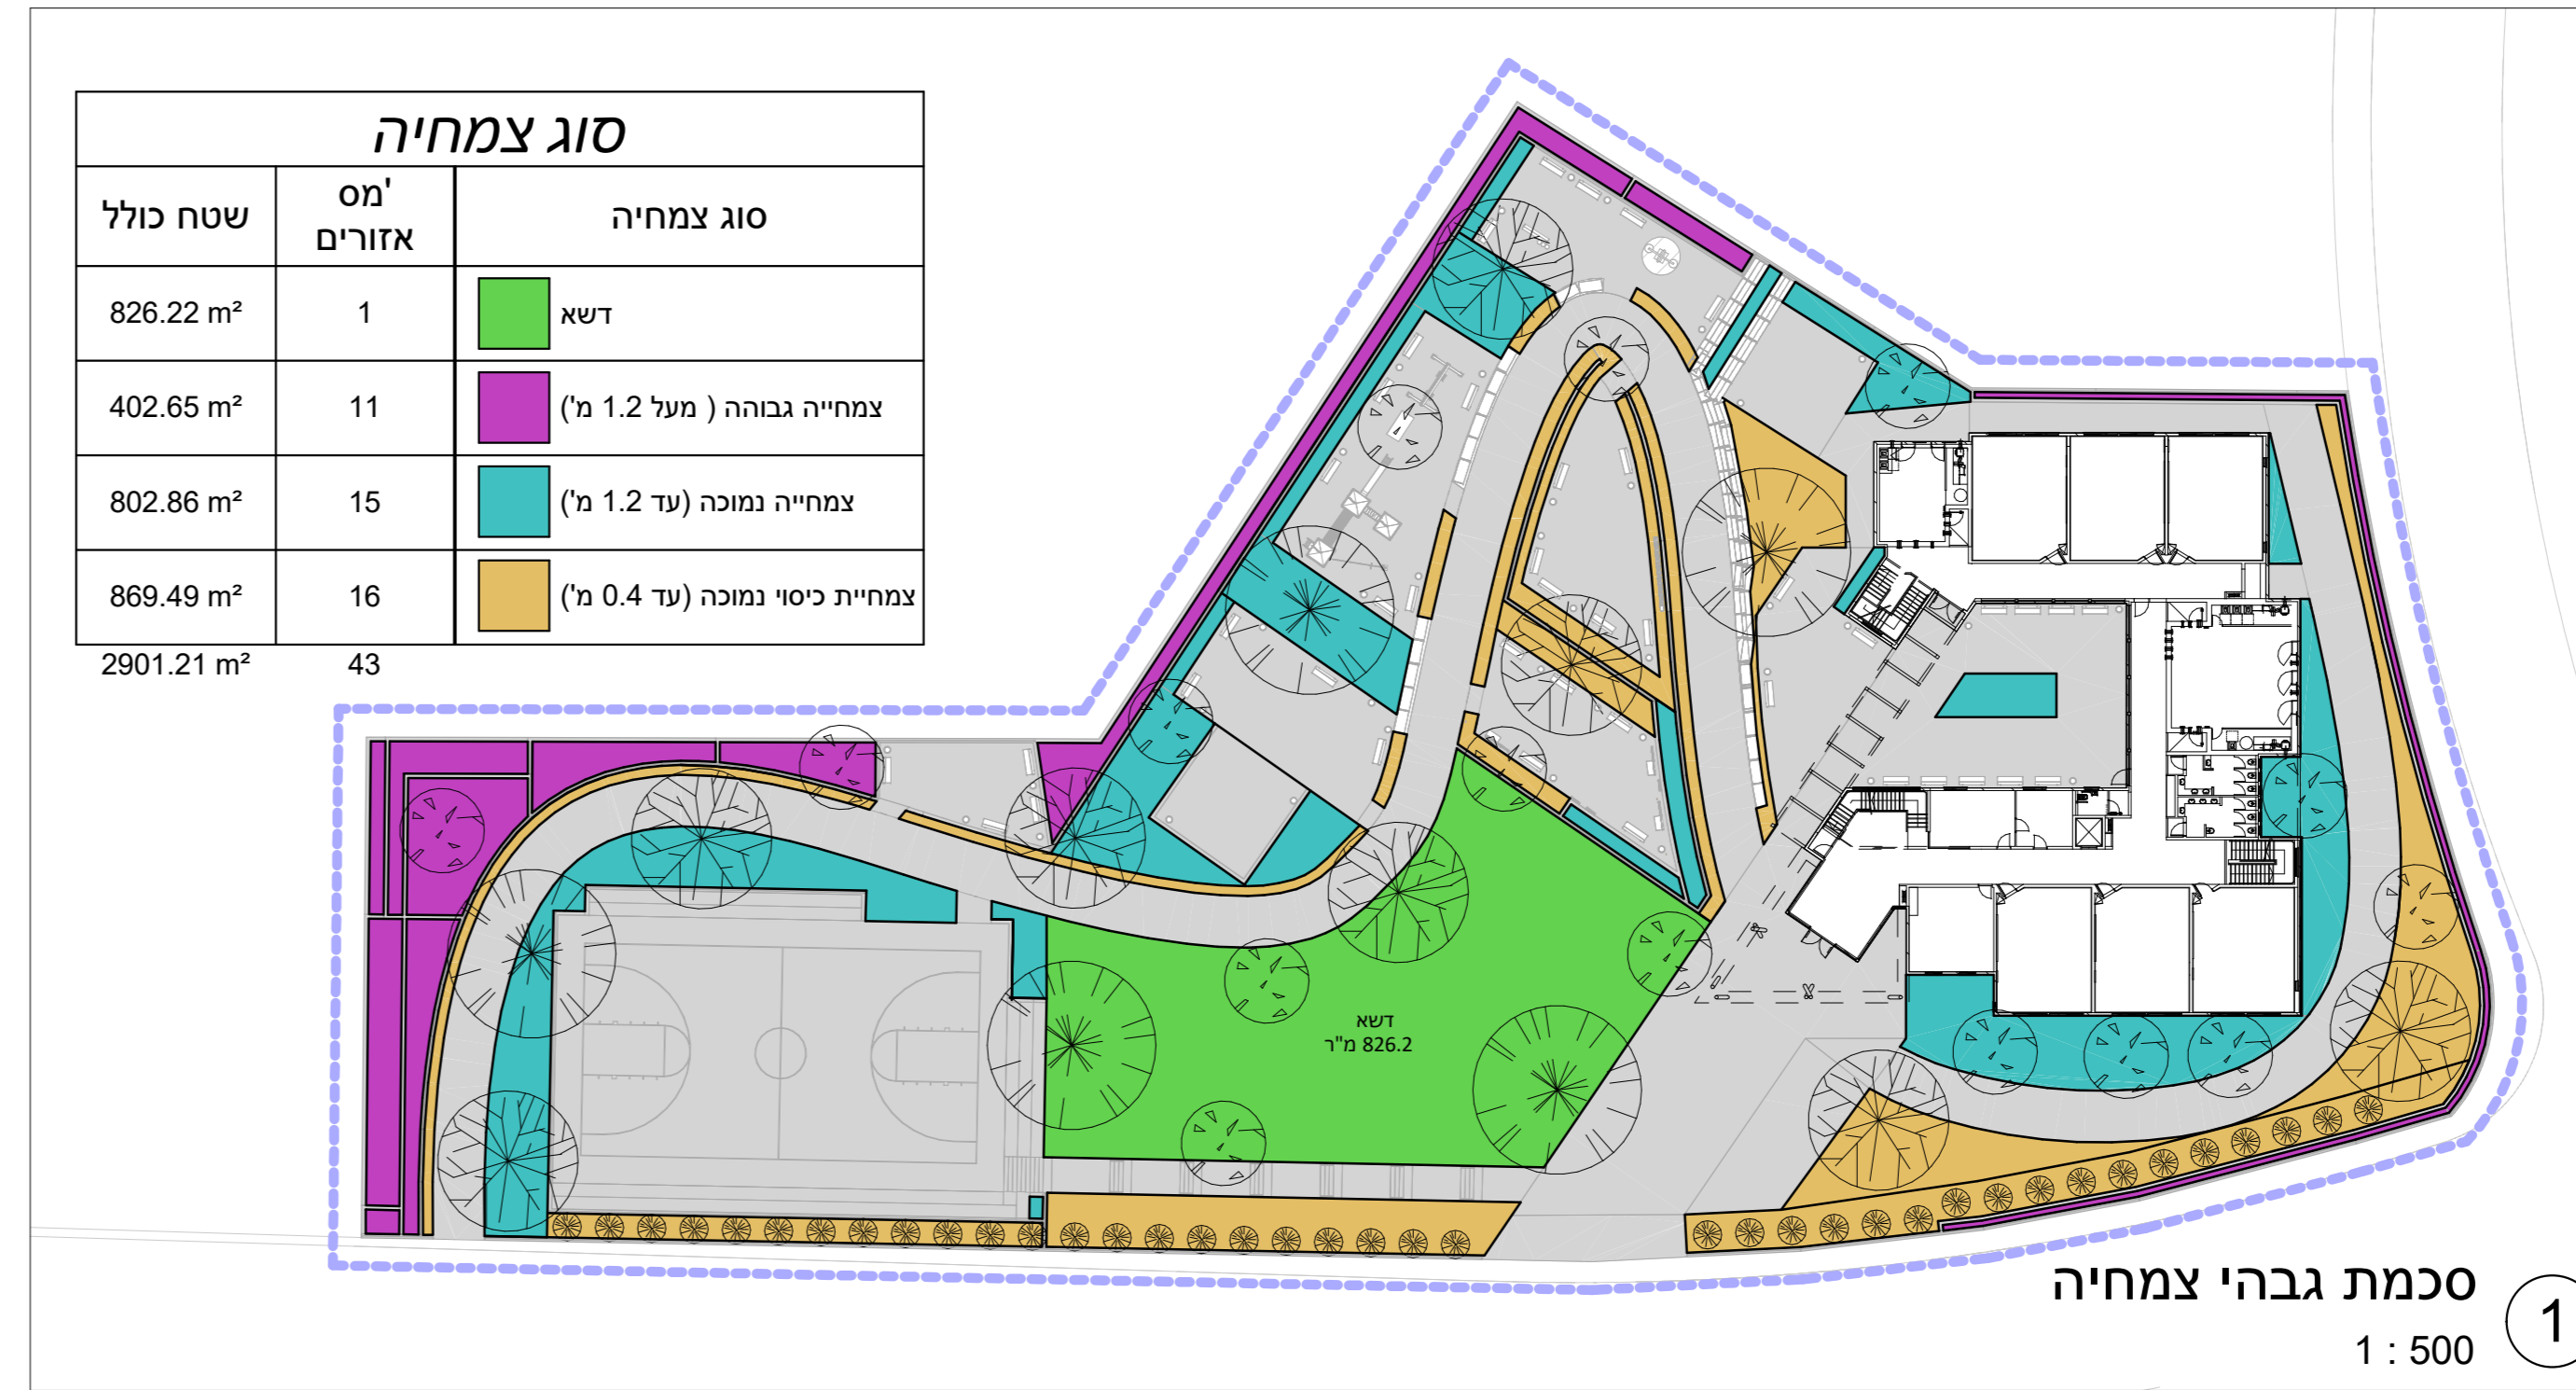 סוג צמחיה
סוג צמחיה
מס'
אזורים
שטח כולל
דשא
1
826.22 m²
צמחייה גבוהה ( מעל 1.2 מ')
11
402.65 m²
צמחייה נמוכה (עד 1.2 מ')
15
802.86 m²
צמחיית כיסוי נמוכה (עד 0.4 מ')
16
869.49 m²
43
2901.21 m²
דשא
826.2 מ"ר
סכמת גבהי צמחיה
1 : 500
1